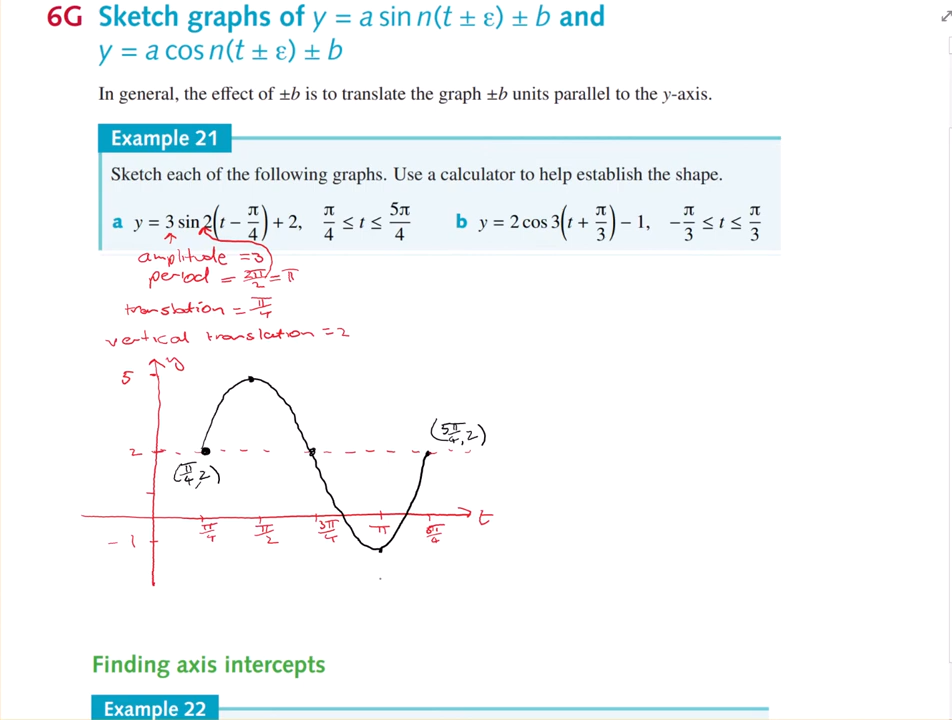 6G Sketch graphs of y = a sin n(t ± ε) ± b and
y = a cos n(t ± ε) ± b
In general, the effect of ±b is to translate the graph ±b units parallel to the y-axis.
Example 21
Sketch each of the following graphs. Use a calculator to help establish the shape.
a y = 3 sin 2(t − π/4) + 2, π/4 ≤ t ≤ 5π/4 b y = 2 cos 3(t + π/3) − 1, −π/3 ≤ t ≤ π/3
amplitude = 3
period = 2π/2 = π
translation = π/4
vertical translation = 2
y
5
(5π/4, 2)
2
(π/4, 2)
t
π/4 π/2 3π/4 π 5π/4
−1
Finding axis intercepts
Example 22